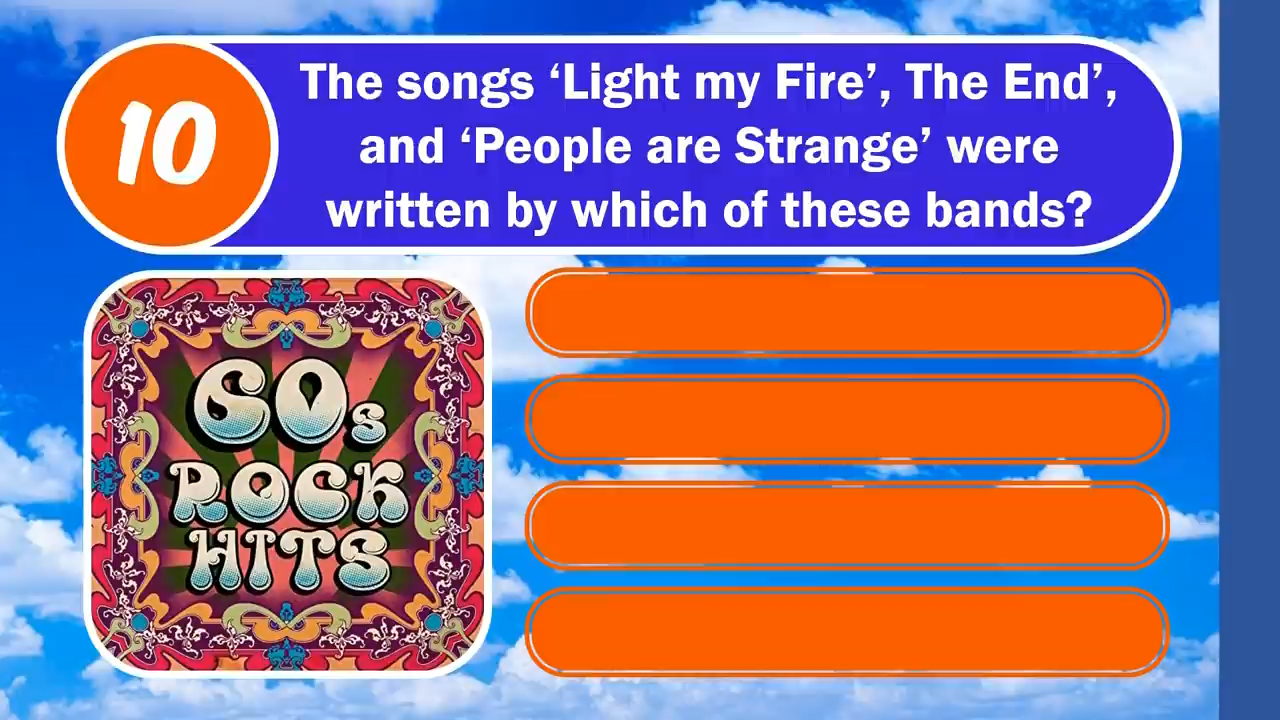 10
The songs ‘Light my Fire’, The End’,
and ‘People are Strange’ were
written by which of these bands?
60s
ROCK
HITS